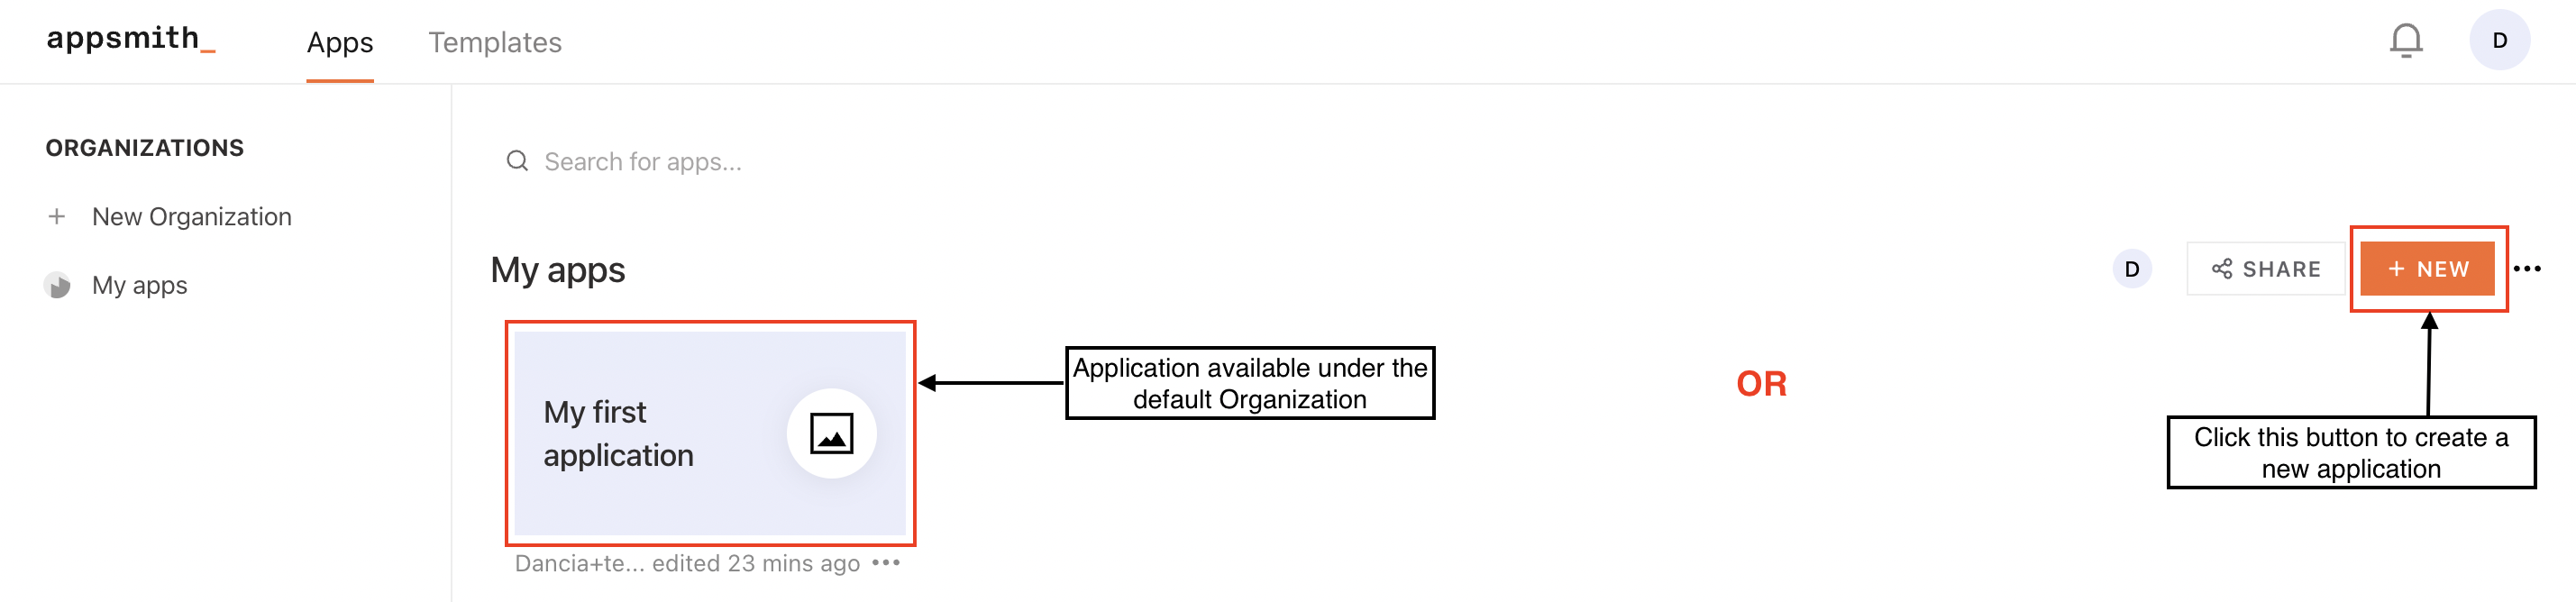 appsmith_
Apps
Templates
D
ORGANIZATIONS
+ New Organization
My apps
Search for apps...
My apps
D
SHARE
+ NEW
My first
application
Application available under the
default Organization
OR
Click this button to create a
new application
Dancia+te... edited 23 mins ago